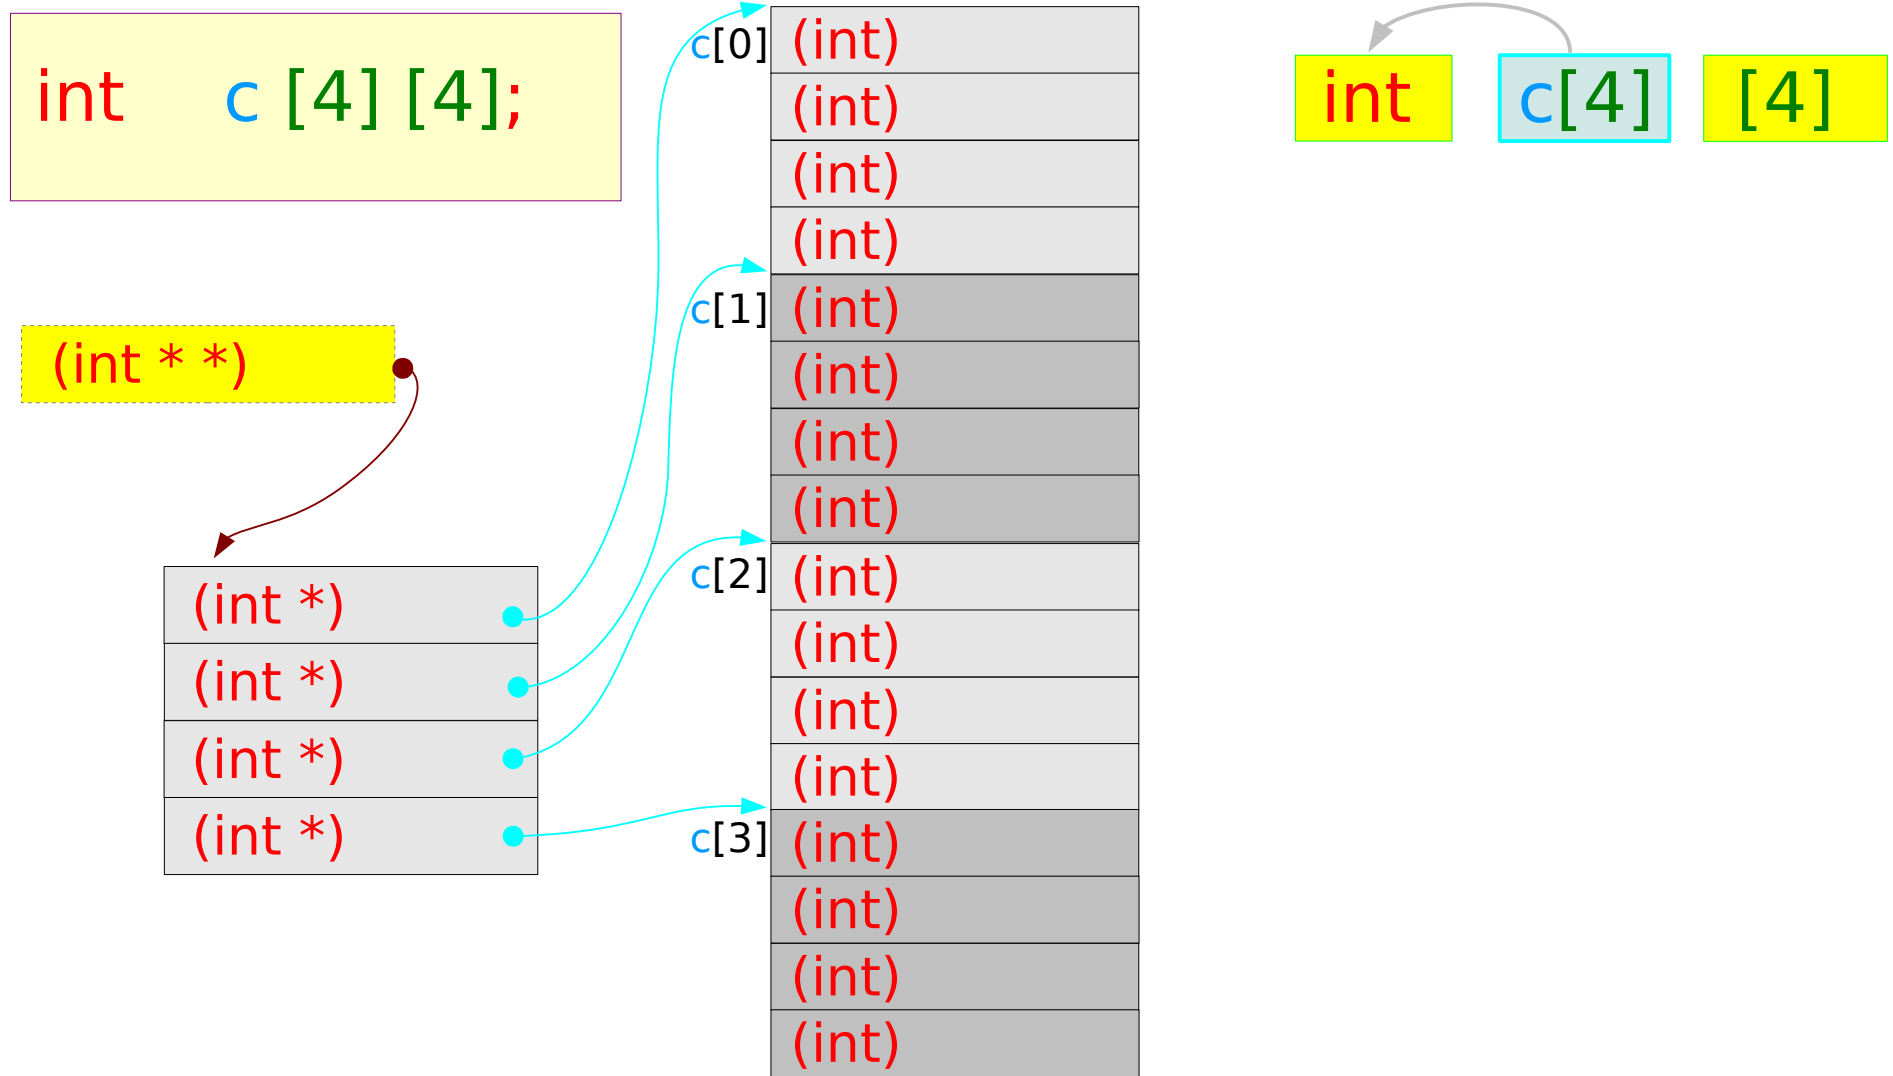 int c [4] [4];
(int * *)
(int *)
(int *)
(int *)
(int *)
c[0] (int)
(int)
(int)
(int)
c[1] (int)
(int)
(int)
(int)
c[2] (int)
(int)
(int)
(int)
c[3] (int)
(int)
(int)
(int)
int c[4] [4]